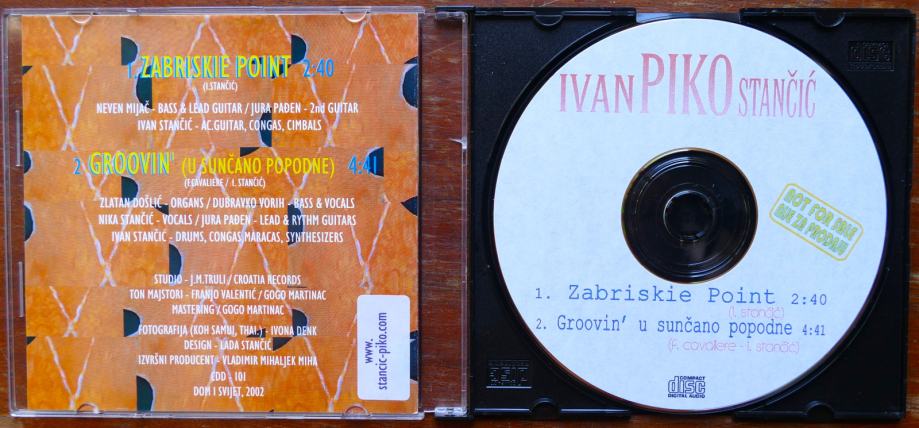 1. ZABRISKIE POINT 2:40
(I.STANČIĆ)
NEVEN MIJAČ - BASS & LEAD GUITAR / JURA PAĐEN - 2nd GUITAR
IVAN STANČIĆ - AC.GUITAR, CONGAS, CIMBALS
2 GROOVIN' (U SUNČANO POPODNE) 4:41
(F.CAVALIERE / I. STANČIĆ)
ZLATAN DOŠLIĆ - ORGANS / DUBRAVKO VORIH - BASS & VOCALS
NIKA STANČIĆ - VOCALS / JURA PAĐEN - LEAD & RYTHM GUITARS
IVAN STANČIĆ - DRUMS, CONGAS MARACAS, SYNTHESIZERS
STUDIO - J.M.TRULI / CROATIA RECORDS
TON MAJSTORI - FRANJO VALENTIĆ / GOGO MARTINAC
MASTERING / GOGO MARTINAC
FOTOGRAFIJA (KOH SAMUI, THAI.) - IVONA DENK
DESIGN - LADA STANČIĆ
IZVRŠNI PRODUCENT - VLADIMIR MIHALJEK MIHA
CDD - 101
DOM I SVIJET, 2002
www.
stancic-piko.com
IVAN PIKO STANČIĆ
NOT FOR SALE
NIJE ZA PRODAJU
1. Zabriskie Point 2:40
(I. stančić)
2. Groovin' u sunčano popodne 4:41
(F. cavaliere - I. stančić)
COMPACT
disc
DIGITAL AUDIO